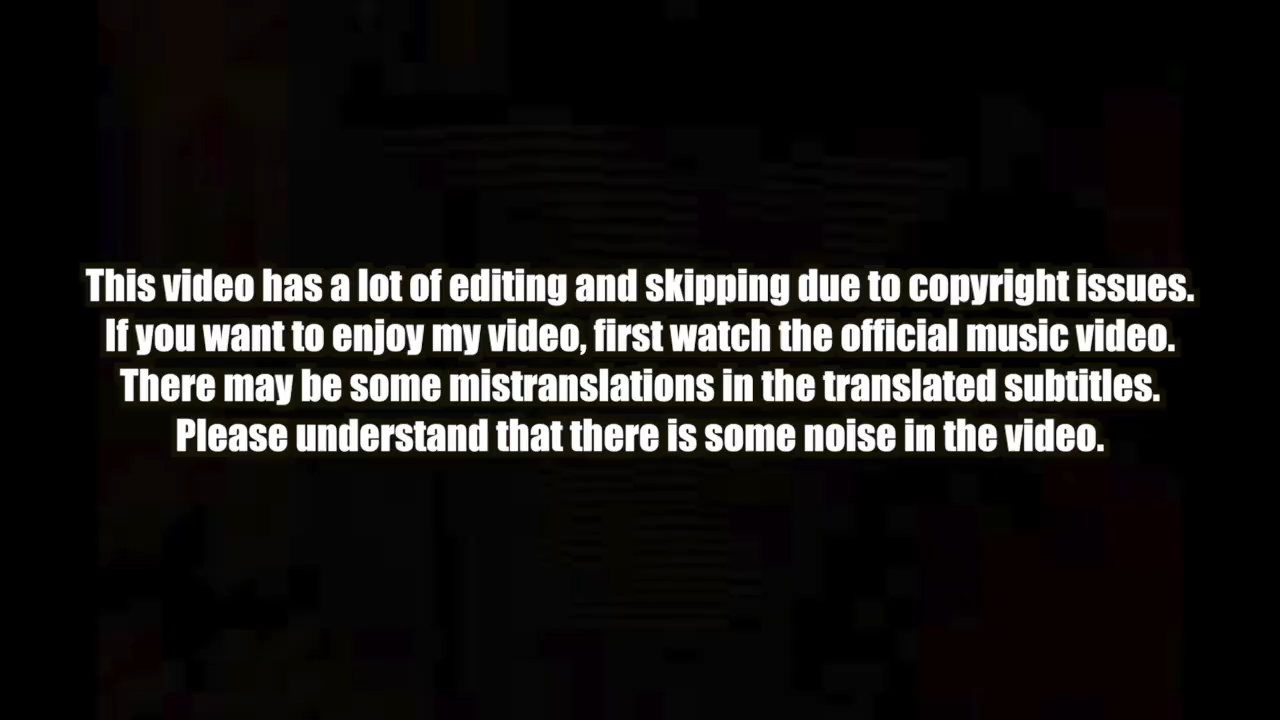 This video has a lot of editing and skipping due to copyright issues.
If you want to enjoy my video, first watch the official music video.
There may be some mistranslations in the translated subtitles.
Please understand that there is some noise in the video.